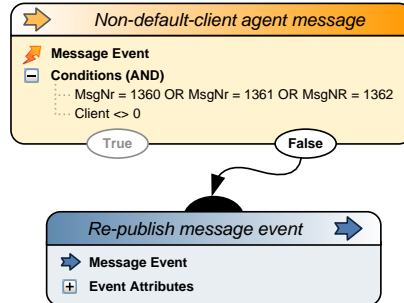 Non-default-client agent message
Message Event
Conditions (AND)
MsgNr = 1360 OR MsgNr = 1361 OR MsgNR = 1362
Client <> 0
True
False
Re-publish message event
Message Event
Event Attributes